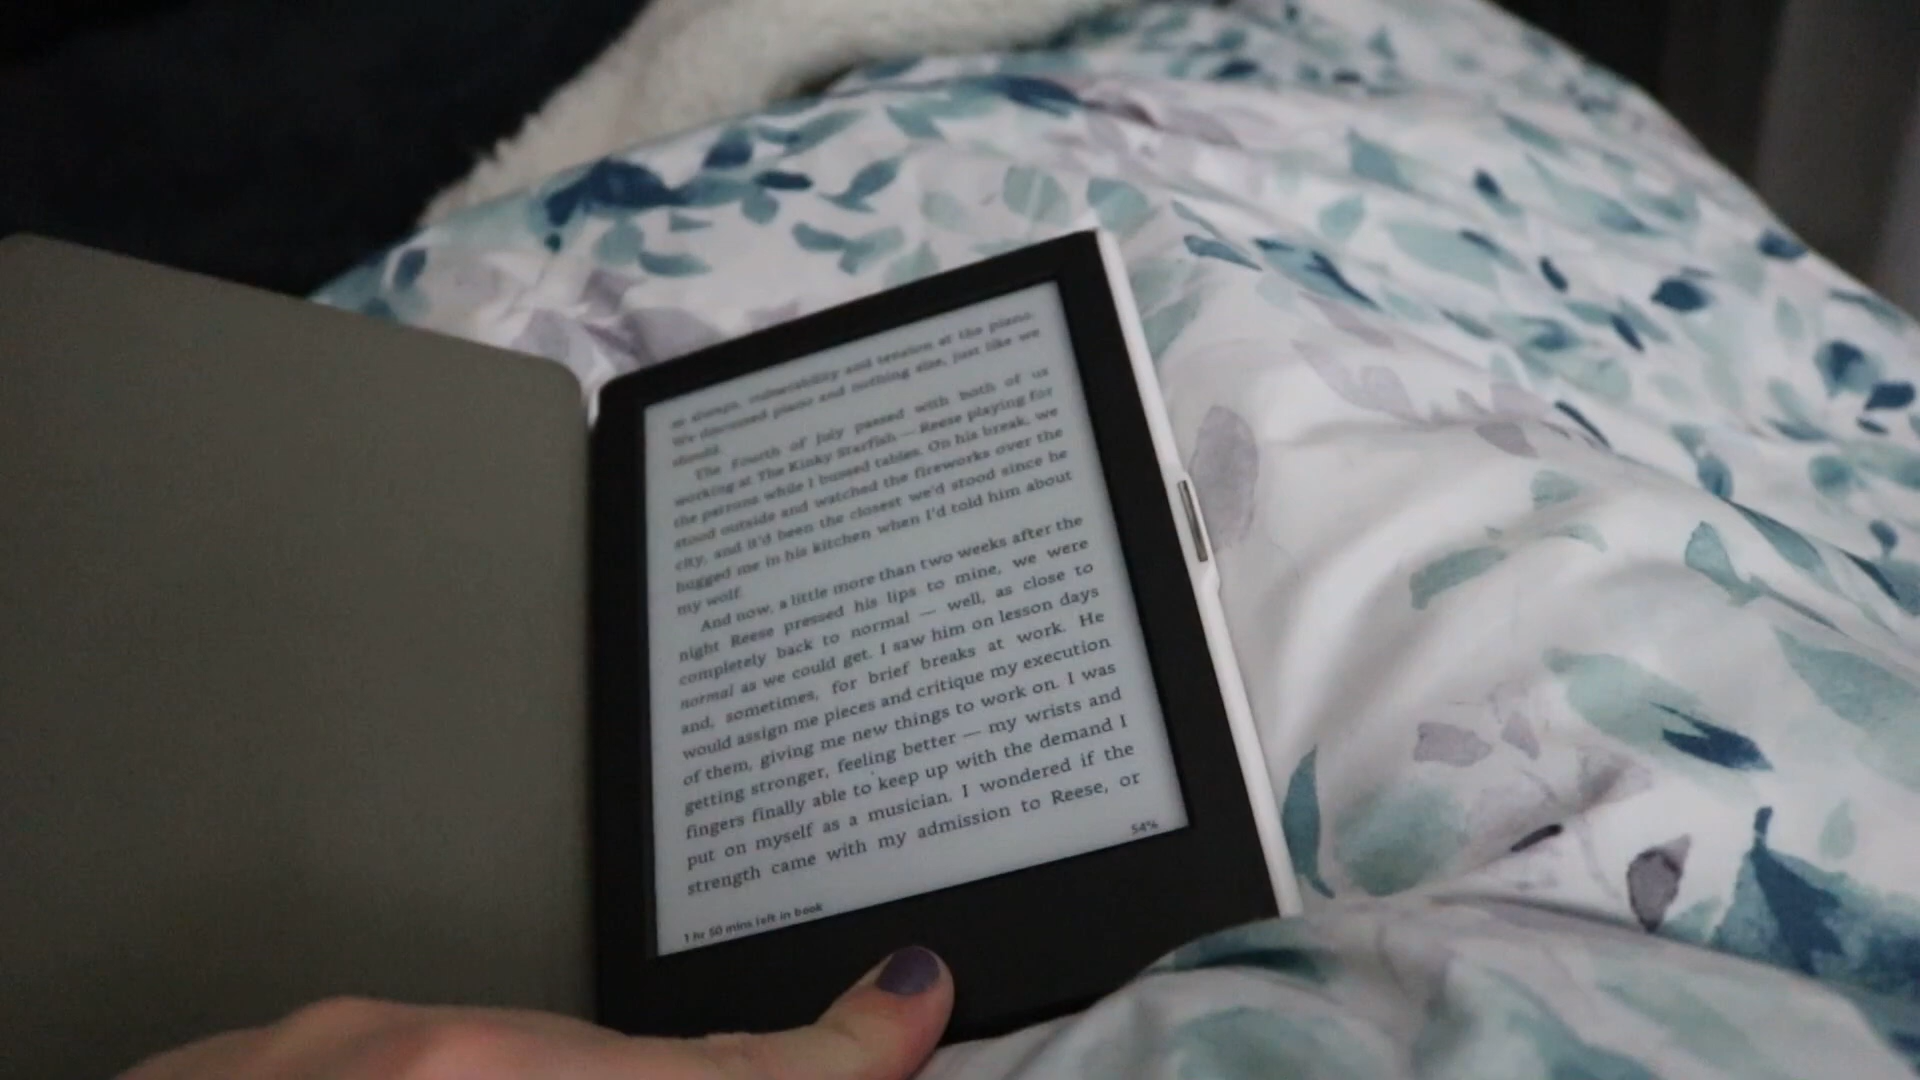 as always, vulnerability and tension at the piano.
We discussed piano and nothing else, just like we
should.
The Fourth of July passed with both of us
working at The Kinky Starfish — Reese playing for
the patrons while I bussed tables. On his break, we
stood outside and watched the fireworks over the
city, and it'd been the closest we'd stood since he
hugged me in his kitchen when I'd told him about
my wolf.
And now, a little more than two weeks after the
night Reese pressed his lips to mine, we were
completely back to normal — well, as close to
normal as we could get. I saw him on lesson days
and, sometimes, for brief breaks at work. He
would assign me pieces and critique my execution
of them, giving me new things to work on. I was
getting stronger, feeling better — my wrists and
fingers finally able to keep up with the demand I
put on myself as a musician. I wondered if the
strength came with my admission to Reese, or
1 hr 50 mins left in book
54%